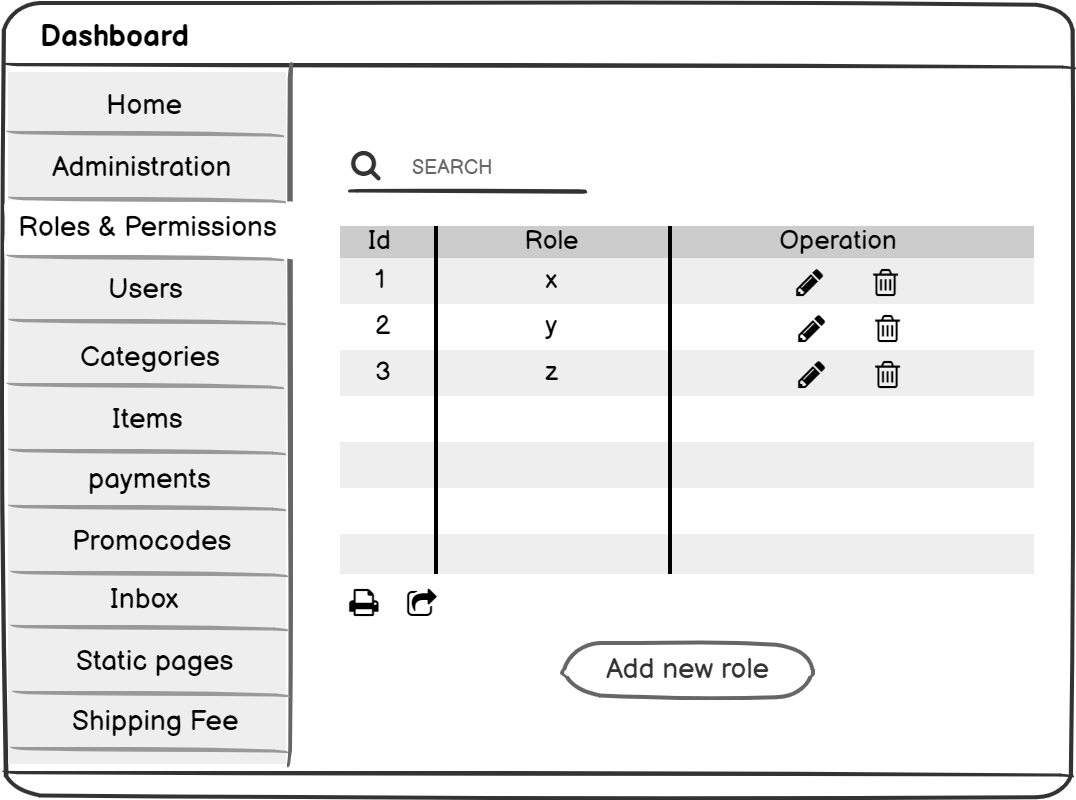 Dashboard
Home
Administration
Roles & Permissions
Users
Categories
Items
payments
Promocodes
Inbox
Static pages
Shipping Fee
SEARCH
Id Role Operation
1 x
2 y
3 z
Add new role